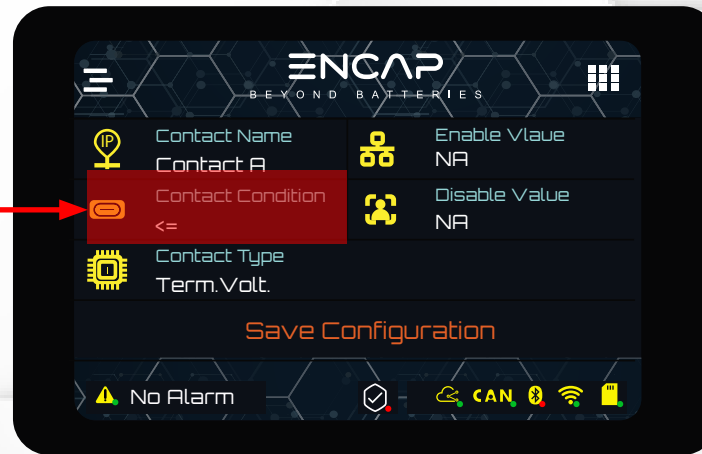 ENCAP
BEYOND BATTERIES
IP
Contact Name
Contact A
Enable Vlaue
NA
Contact Condition
<=
Disable Value
NA
Contact Type
Term.Volt.
Save Configuration
No Alarm
CAN